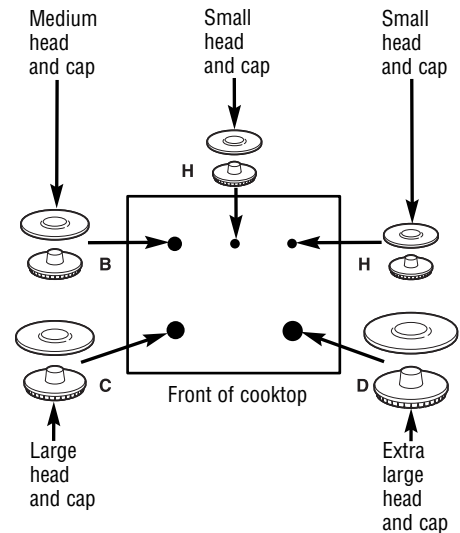 Medium
head
and cap
Small
head
and cap
Small
head
and cap
H
B
H
C
Front of cooktop
D
Large
head
and cap
Extra
large
head
and cap